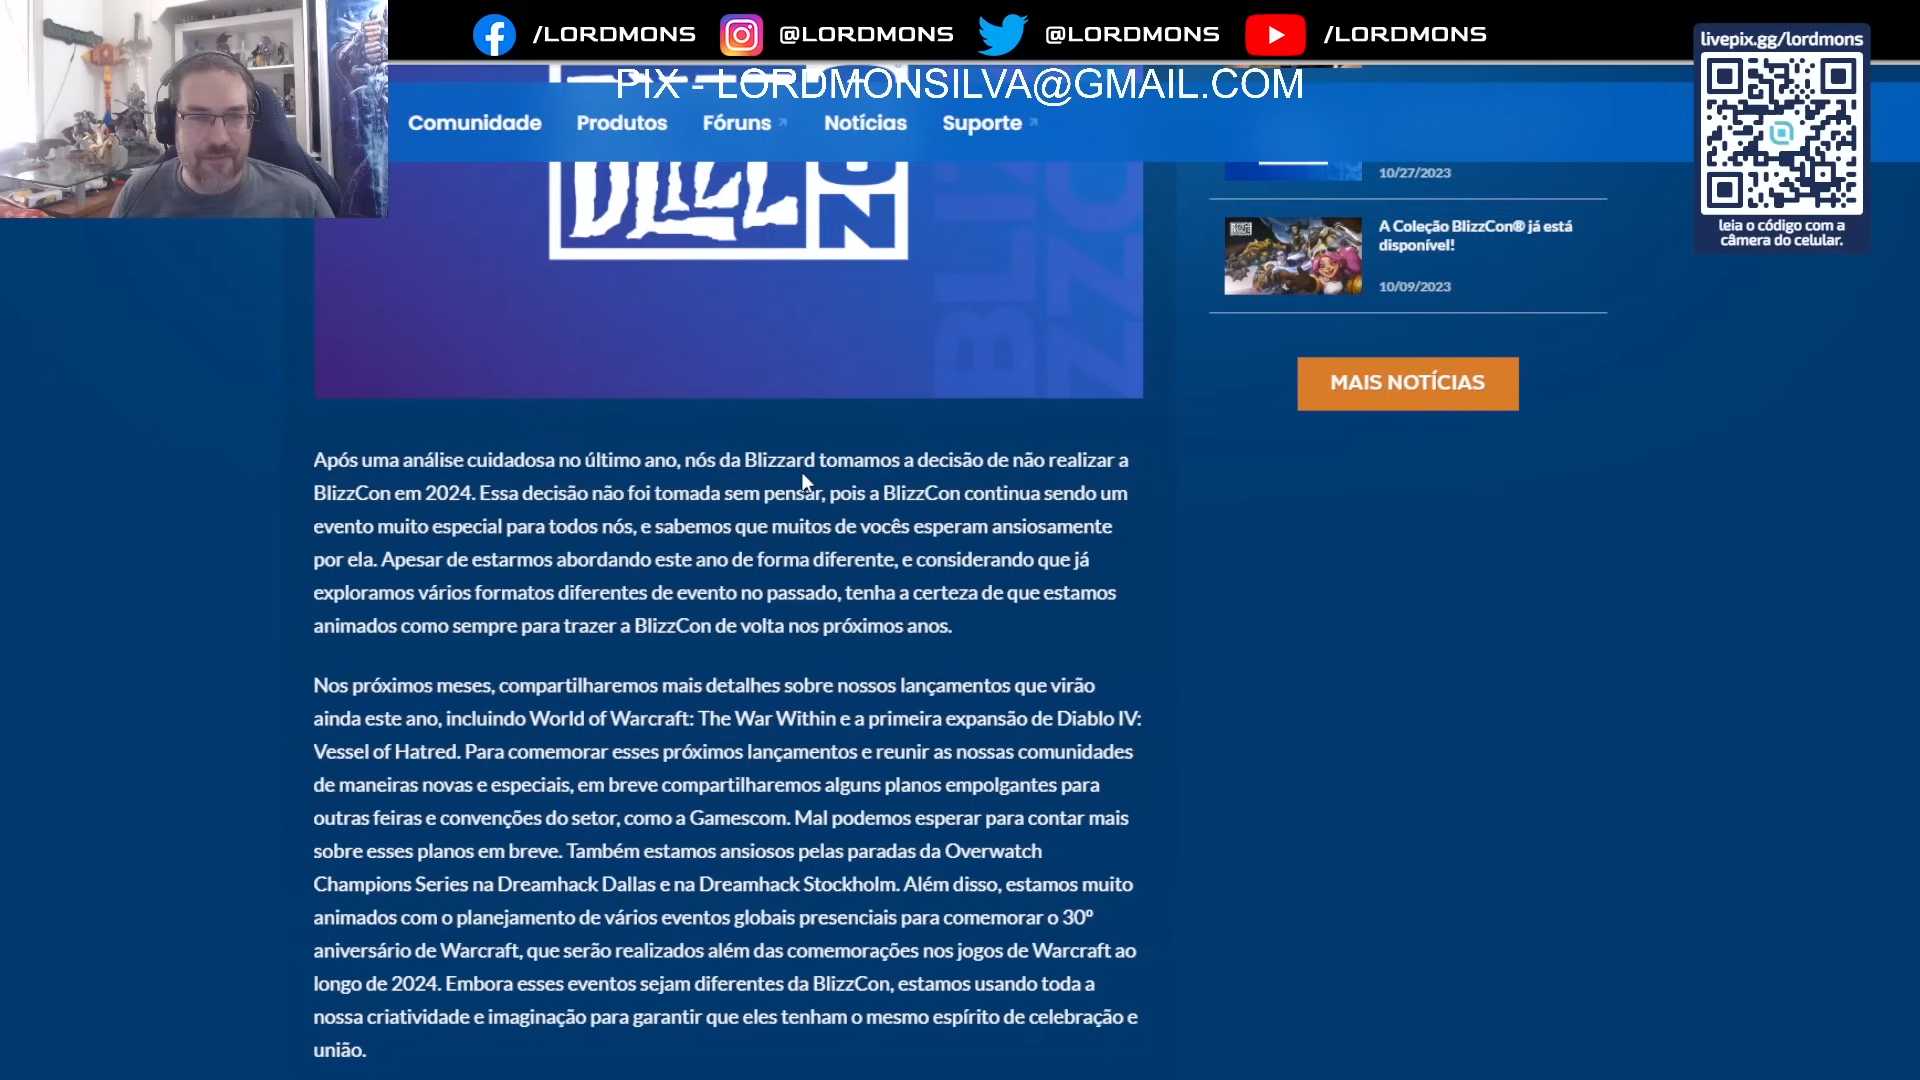 /LORDMONS
@LORDMONS
@LORDMONS
/LORDMONS
PIX - LORDMONSILVA@GMAIL.COM
livepix.gg/lordmons
leia o código com a
câmera do celular.
Comunidade Produtos Fóruns Notícias Suporte
BLIZZ
CON
10/27/2023
A Coleção BlizzCon® já está
disponível!
10/09/2023
MAIS NOTÍCIAS
Após uma análise cuidadosa no último ano, nós da Blizzard tomamos a decisão de não realizar a
BlizzCon em 2024. Essa decisão não foi tomada sem pensar, pois a BlizzCon continua sendo um
evento muito especial para todos nós, e sabemos que muitos de vocês esperam ansiosamente
por ela. Apesar de estarmos abordando este ano de forma diferente, e considerando que já
exploramos vários formatos diferentes de evento no passado, tenha a certeza de que estamos
animados como sempre para trazer a BlizzCon de volta nos próximos anos.
Nos próximos meses, compartilharemos mais detalhes sobre nossos lançamentos que virão
ainda este ano, incluindo World of Warcraft: The War Within e a primeira expansão de Diablo IV:
Vessel of Hatred. Para comemorar esses próximos lançamentos e reunir as nossas comunidades
de maneiras novas e especiais, em breve compartilharemos alguns planos empolgantes para
outras feiras e convenções do setor, como a Gamescom. Mal podemos esperar para contar mais
sobre esses planos em breve. Também estamos ansiosos pelas paradas da Overwatch
Champions Series na Dreamhack Dallas e na Dreamhack Stockholm. Além disso, estamos muito
animados com o planejamento de vários eventos globais presenciais para comemorar o 30º
aniversário de Warcraft, que serão realizados além das comemorações nos jogos de Warcraft ao
longo de 2024. Embora esses eventos sejam diferentes da BlizzCon, estamos usando toda a
nossa criatividade e imaginação para garantir que eles tenham o mesmo espírito de celebração e
união.